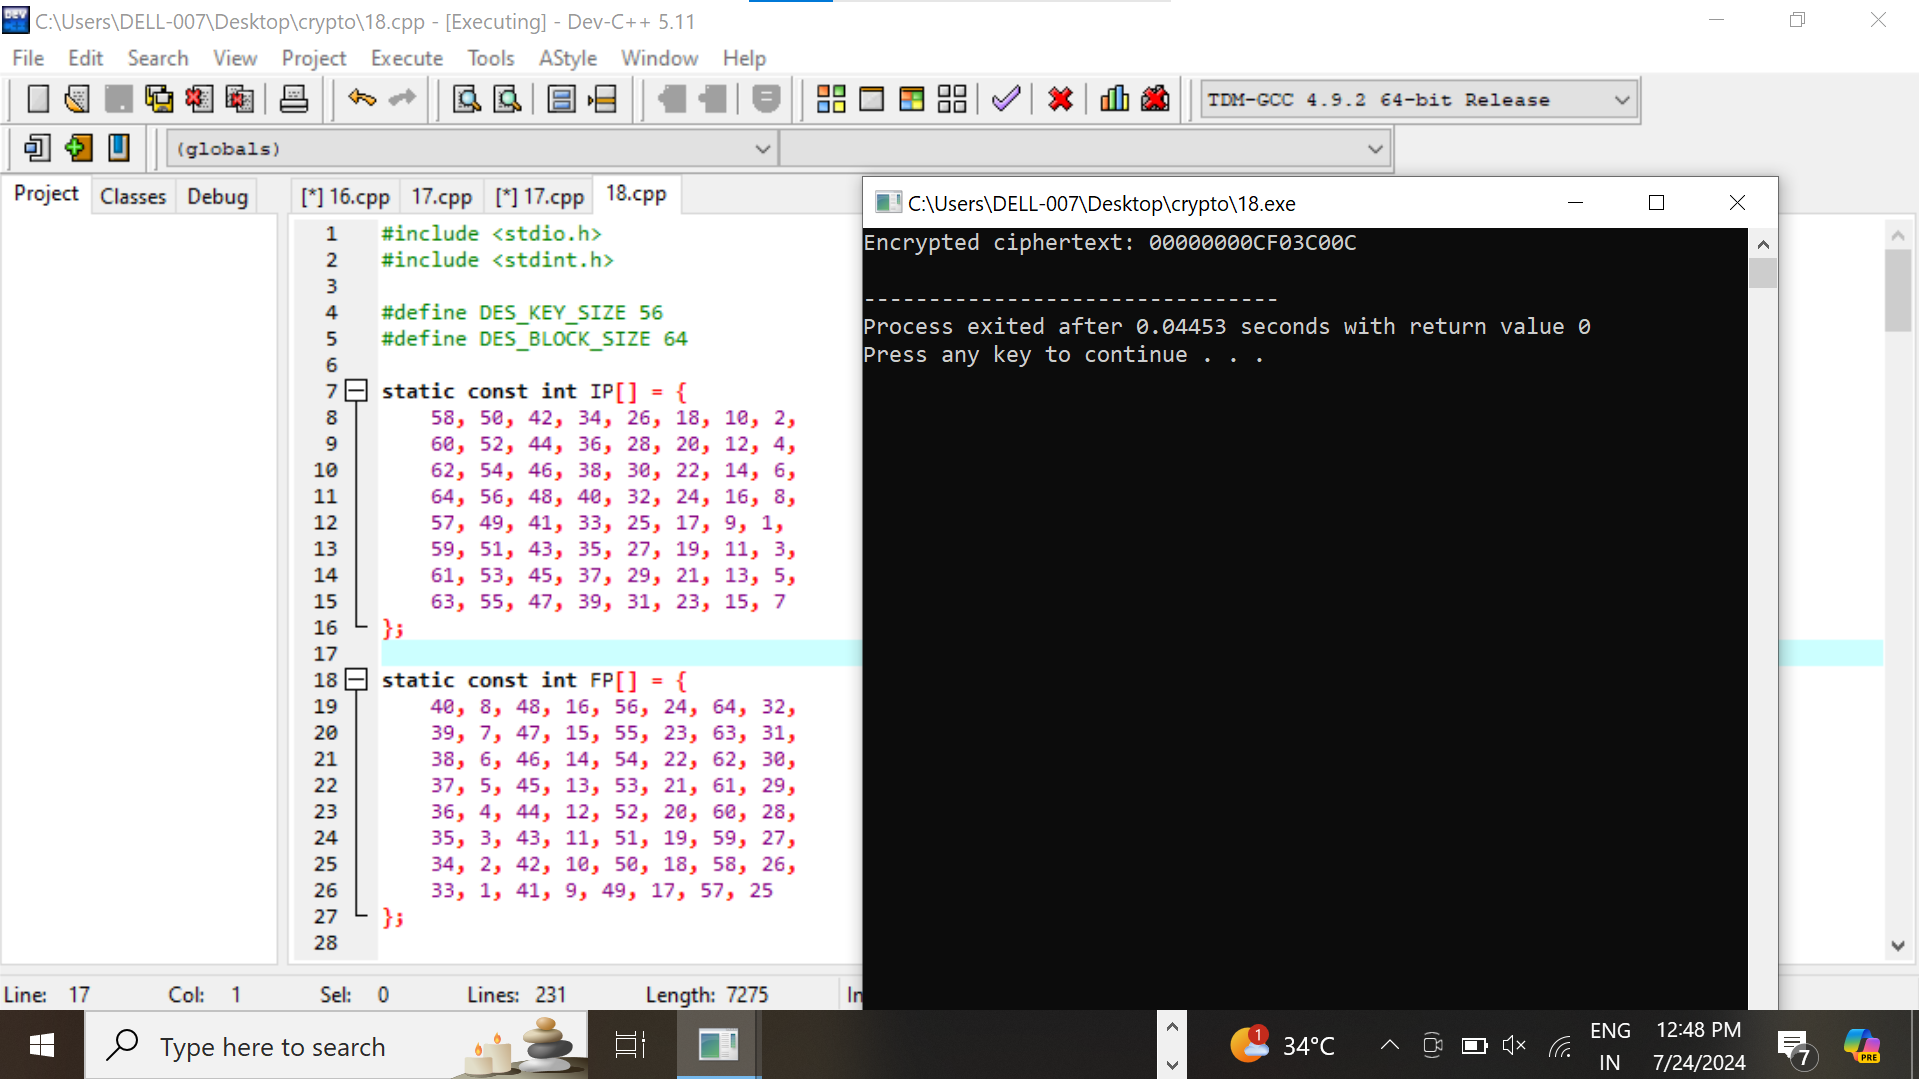 C:\Users\DELL-007\Desktop\crypto\18.cpp - [Executing] - Dev-C++ 5.11
File Edit Search View Project Execute Tools AStyle Window Help
TDM-GCC 4.9.2 64-bit Release
(globals)
Project Classes Debug
[*] 16.cpp 17.cpp [*] 17.cpp 18.cpp
1 #include <stdio.h>
2 #include <stdint.h>
3
4 #define DES_KEY_SIZE 56
5 #define DES_BLOCK_SIZE 64
6
7 static const int IP[] = {
8 58, 50, 42, 34, 26, 18, 10, 2,
9 60, 52, 44, 36, 28, 20, 12, 4,
10 62, 54, 46, 38, 30, 22, 14, 6,
11 64, 56, 48, 40, 32, 24, 16, 8,
12 57, 49, 41, 33, 25, 17, 9, 1,
13 59, 51, 43, 35, 27, 19, 11, 3,
14 61, 53, 45, 37, 29, 21, 13, 5,
15 63, 55, 47, 39, 31, 23, 15, 7
16 };
17
18 static const int FP[] = {
19 40, 8, 48, 16, 56, 24, 64, 32,
20 39, 7, 47, 15, 55, 23, 63, 31,
21 38, 6, 46, 14, 54, 22, 62, 30,
22 37, 5, 45, 13, 53, 21, 61, 29,
23 36, 4, 44, 12, 52, 20, 60, 28,
24 35, 3, 43, 11, 51, 19, 59, 27,
25 34, 2, 42, 10, 50, 18, 58, 26,
26 33, 1, 41, 9, 49, 17, 57, 25
27 };
28
C:\Users\DELL-007\Desktop\crypto\18.exe
Encrypted ciphertext: 00000000CF03C00C
--------------------------------
Process exited after 0.04453 seconds with return value 0
Press any key to continue . . .
Line: 17 Col: 1 Sel: 0 Lines: 231 Length: 7275 In
Type here to search
1 34°C
ENG
IN
12:48 PM
7/24/2024
7
PRE